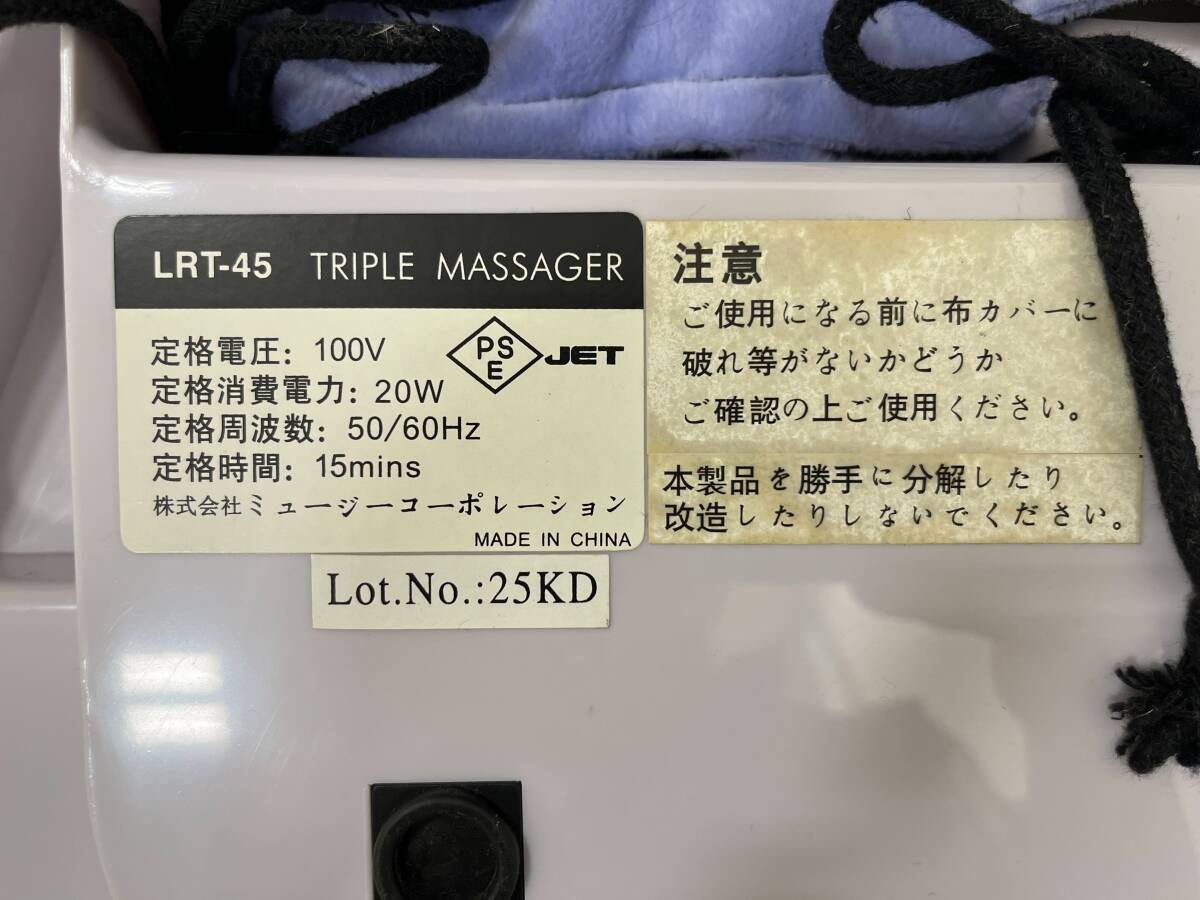 LRT-45 TRIPLE MASSAGER
定格電圧: 100V
定格消費電力: 20W
定格周波数: 50/60Hz
定格時間: 15mins
PS
E
JET
株式会社ミュージーコーポレーション
MADE IN CHINA
Lot.No.:25KD
注意
ご使用になる前に布カバーに
破れ等がないかどうか
ご確認の上ご使用ください。
本製品を勝手に分解したり
改造したりしないでください。